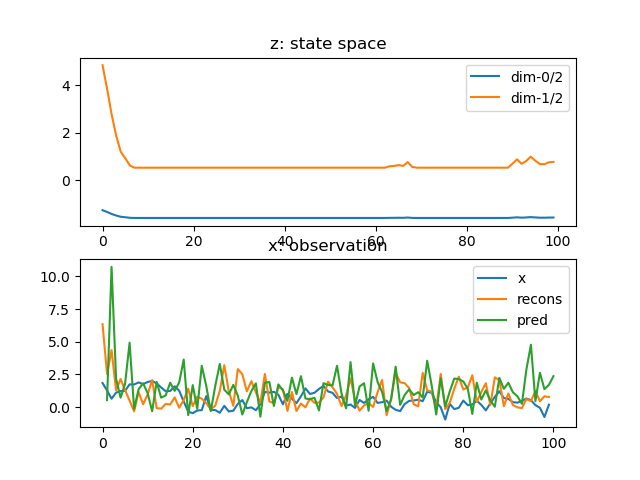 z: state space
4
2
0
dim-0/2
dim-1/2
0 20 40 60 80 100
x: observation
10.0
7.5
5.0
2.5
0.0
x
recons
pred
0 20 40 60 80 100